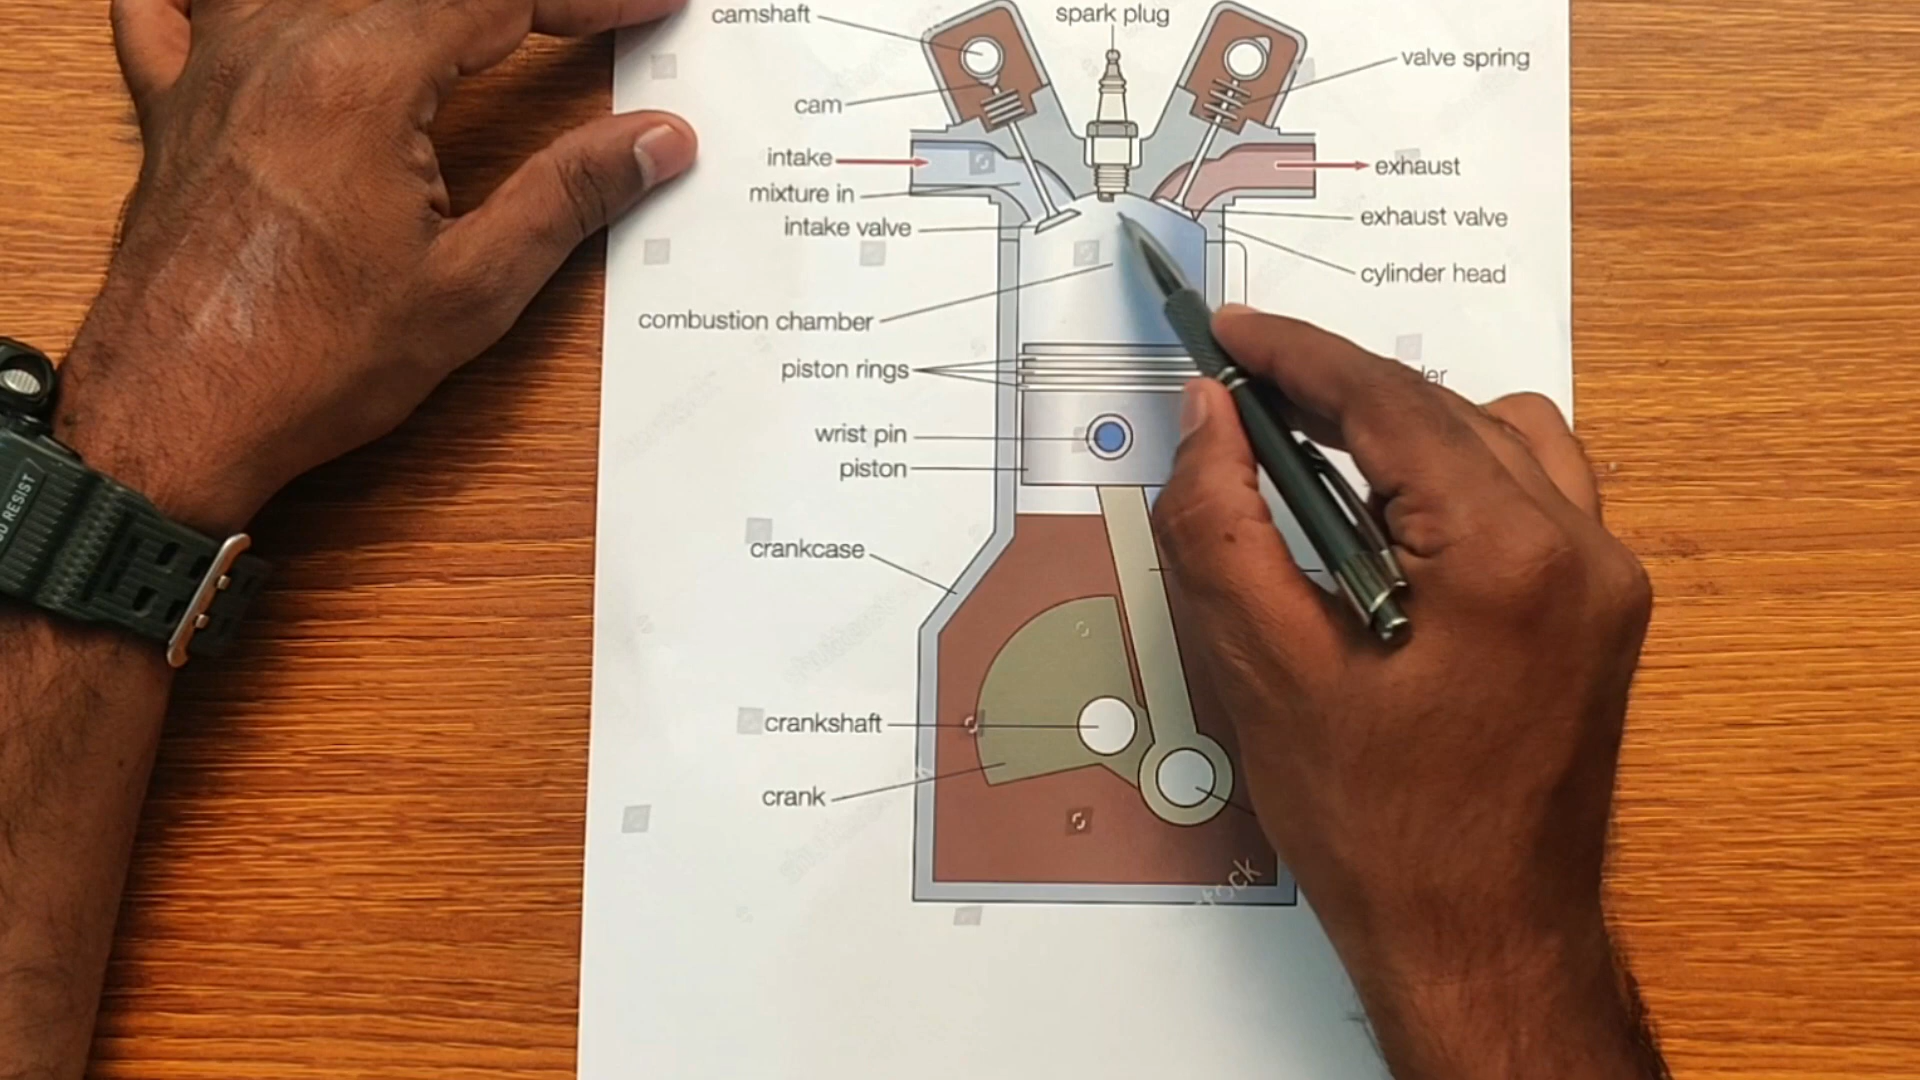 camshaft
spark plug
valve spring
cam
intake
exhaust
mixture in
intake valve
exhaust valve
cylinder head
combustion chamber
piston rings
wrist pin
piston
crankcase
crankshaft
crank
RESIST